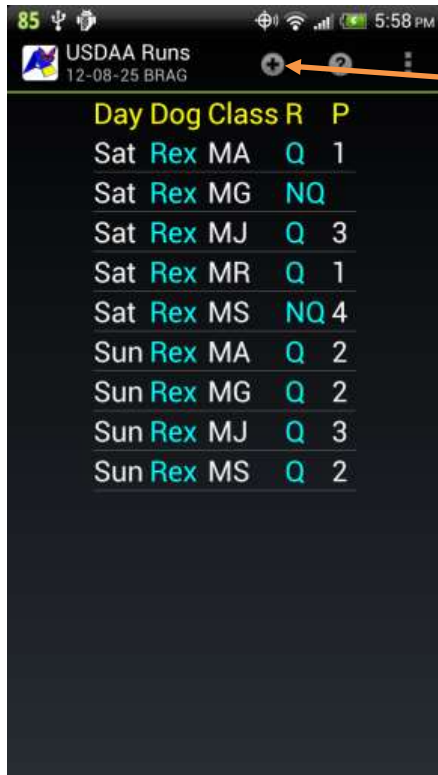 85 5:58 PM
USDAA Runs
12-08-25 BRAG
Day Dog Class R P
Sat Rex MA Q 1
Sat Rex MG NQ
Sat Rex MJ Q 3
Sat Rex MR Q 1
Sat Rex MS NQ 4
Sun Rex MA Q 2
Sun Rex MG Q 2
Sun Rex MJ Q 3
Sun Rex MS Q 2